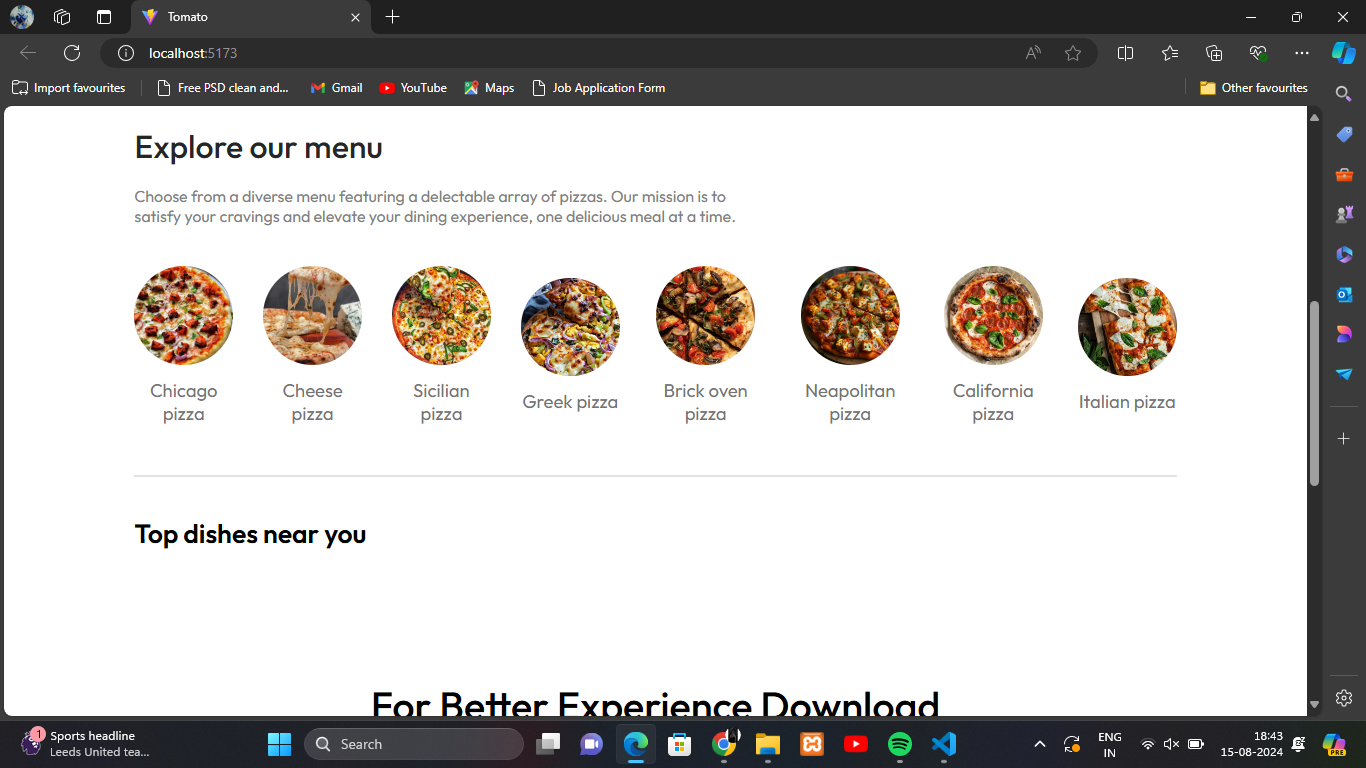 Tomato
localhost:5173
Import favourites
Free PSD clean and...
Gmail
YouTube
Maps
Job Application Form
Other favourites
Explore our menu
Choose from a diverse menu featuring a delectable array of pizzas. Our mission is to
satisfy your cravings and elevate your dining experience, one delicious meal at a time.
Chicago
pizza
Cheese
pizza
Sicilian
pizza
Greek pizza
Brick oven
pizza
Neapolitan
pizza
California
pizza
Italian pizza
Top dishes near you
For Better Experience Download
1
Sports headline
Leeds United tea...
Search
ENG
IN
18:43
15-08-2024
PRE